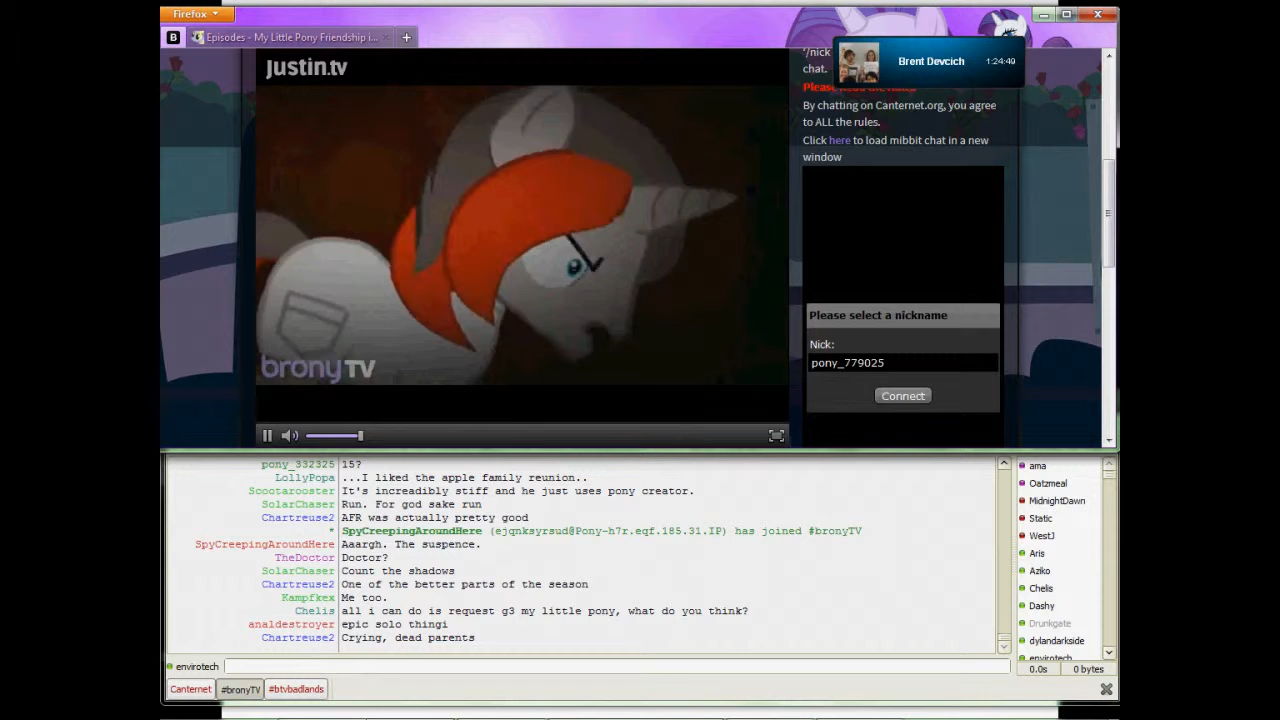 Firefox
B
Episodes - My Little Pony Friendship i...
+
Brent Devcich
1:24:49
Justin.tv
bronyTV
'/nick
chat.
By chatting on Canternet.org, you agree
to ALL the rules.
Click here to load mibbit chat in a new
window
Please select a nickname
Nick:
pony_779025
Connect
pony_332325 15?
LollyPopa ...I liked the apple family reunion..
Scootarooster It's incredibly stiff and he just uses pony creator.
SolarChaser Run. For god sake run
Chartreuse2 AFR was actually pretty good
* SpyCreepingAroundHere (ejqnksyrsud@Pony-h7r.eqf.185.31.IP) has joined #bronyTV
SpyCreepingAroundHere Aaargh. The suspence.
TheDoctor Doctor?
SolarChaser Count the shadows
Chartreuse2 One of the better parts of the season
Kampfkex Me too.
Chelis all i can do is request g3 my little pony, what do you think?
analdestroyer epic solo thingi
Chartreuse2 Crying, dead parents
ama
Oatzmeal
MidnightDawn
Static
WestJ
Aris
Aziko
Chelis
Dashy
Drunkgate
dylandarkside
envirotech
0.0s 0 bytes
envirotech
Canternet #bronyTV #btvbadlands